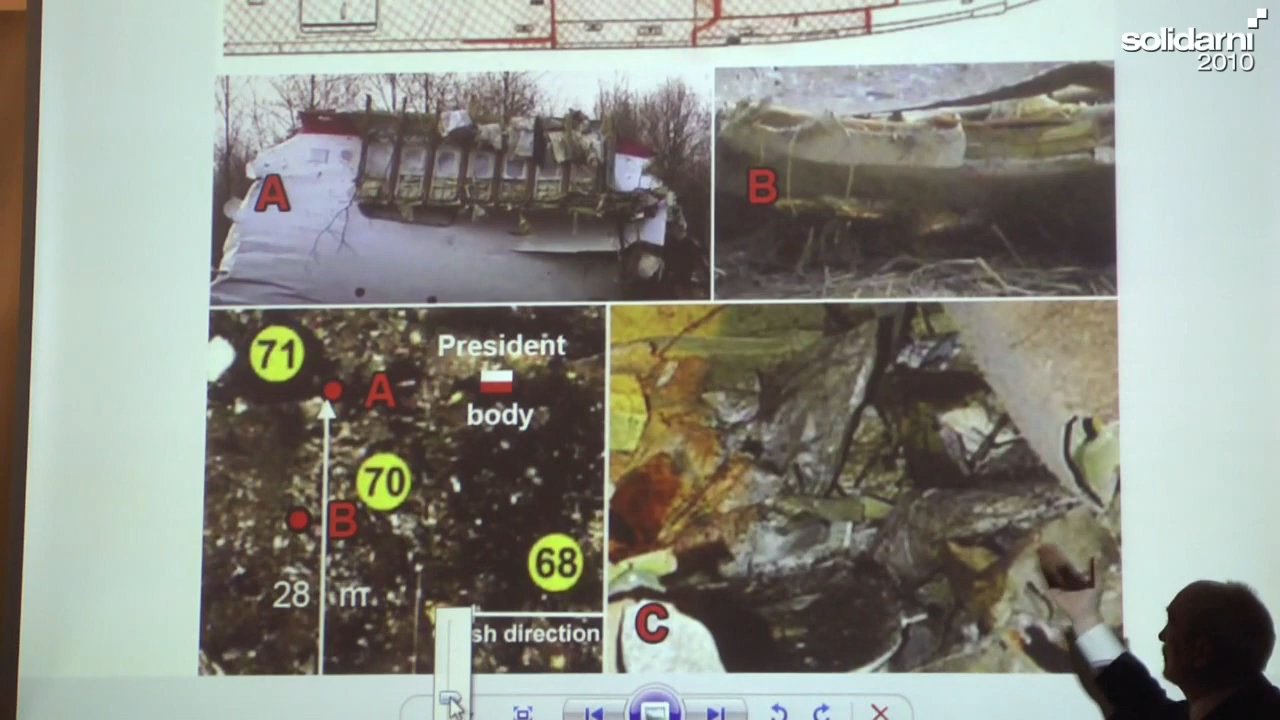 solidarni
2010
A
B
71
A
President
body
70
B
68
28 m
sh direction
C